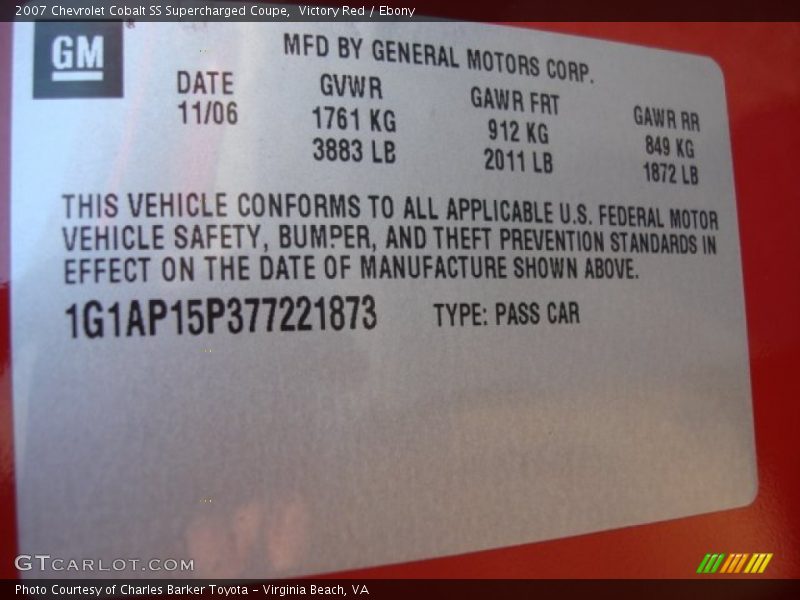 2007 Chevrolet Cobalt SS Supercharged Coupe, Victory Red / Ebony
GM
MFD BY GENERAL MOTORS CORP.
DATE GVWR GAWR FRT GAWR RR
11/06 1761 KG 912 KG 849 KG
3883 LB 2011 LB 1872 LB
THIS VEHICLE CONFORMS TO ALL APPLICABLE U.S. FEDERAL MOTOR
VEHICLE SAFETY, BUMPER, AND THEFT PREVENTION STANDARDS IN
EFFECT ON THE DATE OF MANUFACTURE SHOWN ABOVE.
1G1AP15P377221873 TYPE: PASS CAR
GTCARLOT.COM
Photo Courtesy of Charles Barker Toyota - Virginia Beach, VA